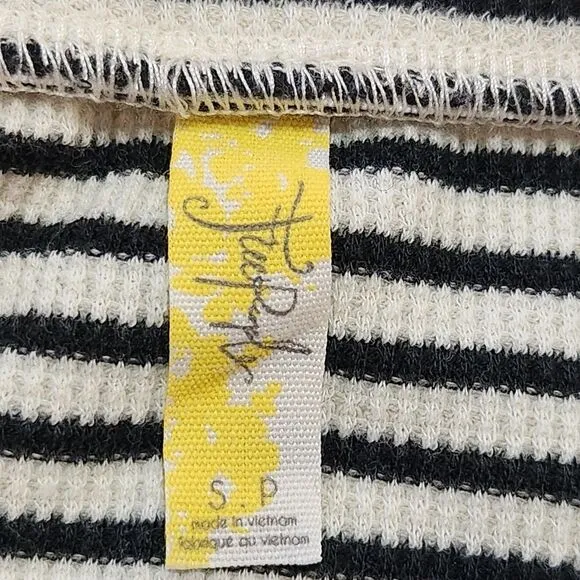 Free People
S . P
made in vietnam
fabriqué au vietnam